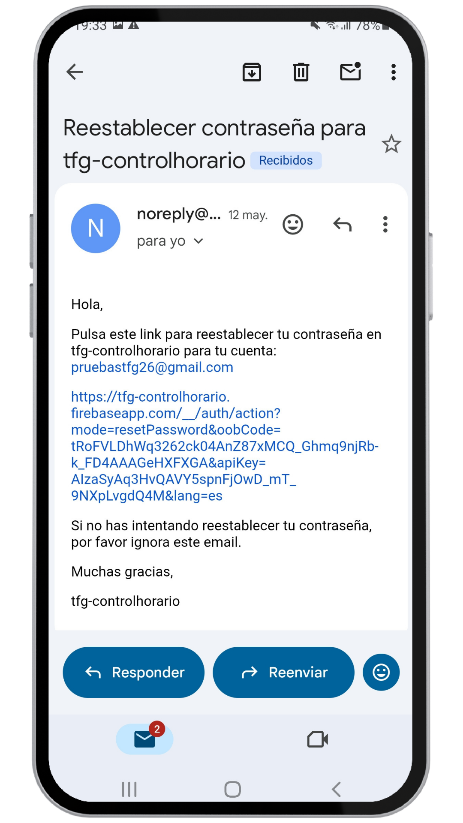 19:33 78%
Reestablecer contraseña para
tfg-controlhorario Recibidos
N
noreply@... 12 may.
para yo
Hola,
Pulsa este link para reestablecer tu contraseña en
tfg-controlhorario para tu cuenta:
pruebastfg26@gmail.com
https://tfg-controlhorario.
firebaseapp.com/__/auth/action?
mode=resetPassword&oobCode=
tRoFVLDhWq3262ck04AnZ87xMCQ_Ghmq9njRb-
k_FD4AAAGeHXFXGA&apiKey=
AIzaSyAq3HvQAVY5spnFjOwD_mT_
9NXpLvgdQ4M&lang=es
Si no has intentando reestablecer tu contraseña,
por favor ignora este email.
Muchas gracias,
tfg-controlhorario
Responder Reenviar
2